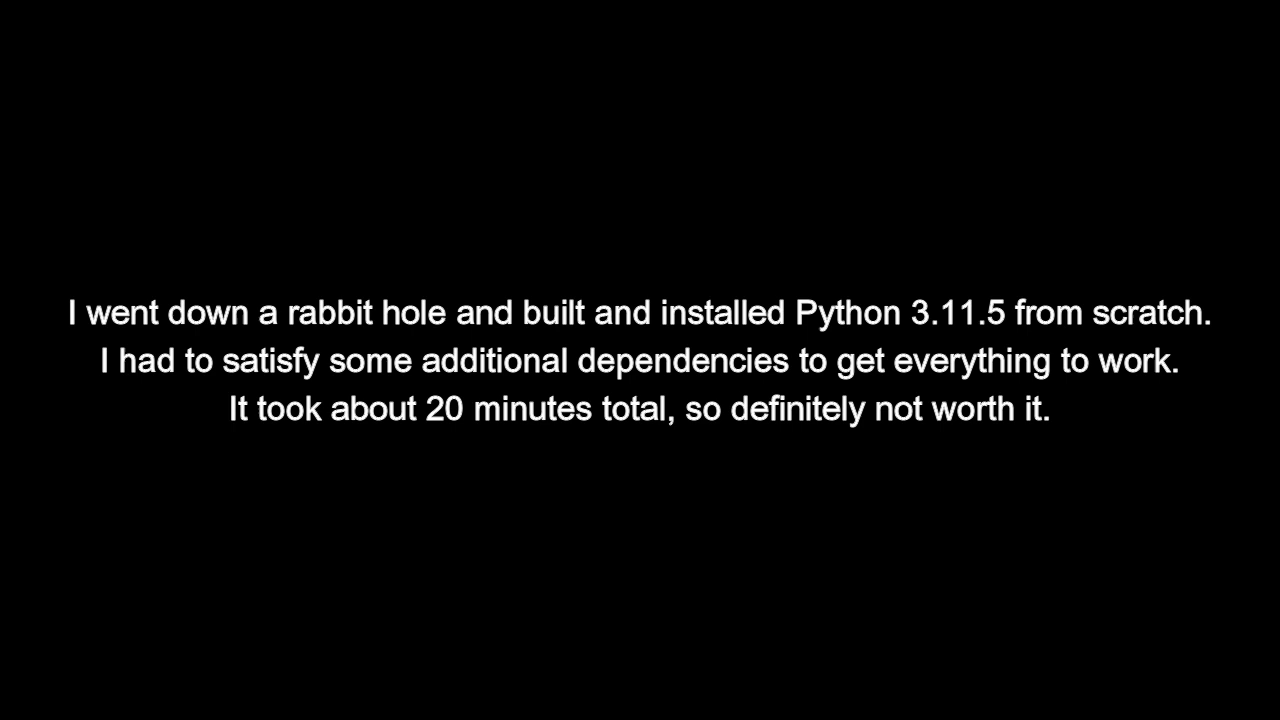 I went down a rabbit hole and built and installed Python 3.11.5 from scratch.
I had to satisfy some additional dependencies to get everything to work.
It took about 20 minutes total, so definitely not worth it.